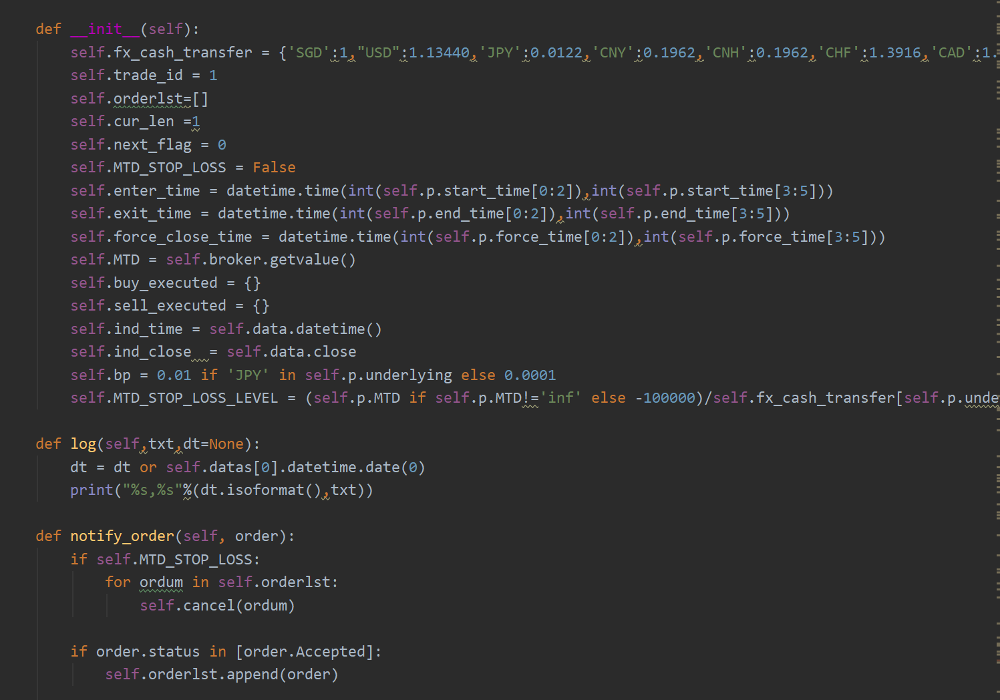 def __init__(self):
self.fx_cash_transfer = {'SGD':1,"USD":1.13440,'JPY':0.0122,'CNY':0.1962,'CNH':0.1962,'CHF':1.3916,'CAD':1.
self.trade_id = 1
self.orderlst=[]
self.cur_len =1
self.next_flag = 0
self.MTD_STOP_LOSS = False
self.enter_time = datetime.time(int(self.p.start_time[0:2]),int(self.p.start_time[3:5]))
self.exit_time = datetime.time(int(self.p.end_time[0:2]),int(self.p.end_time[3:5]))
self.force_close_time = datetime.time(int(self.p.force_time[0:2]),int(self.p.force_time[3:5]))
self.MTD = self.broker.getvalue()
self.buy_executed = {}
self.sell_executed = {}
self.ind_time = self.data.datetime()
self.ind_close  = self.data.close
self.bp = 0.01 if 'JPY' in self.p.underlying else 0.0001
self.MTD_STOP_LOSS_LEVEL = (self.p.MTD if self.p.MTD!='inf' else -100000)/self.fx_cash_transfer[self.p.unde
def log(self,txt,dt=None):
dt = dt or self.datas[0].datetime.date(0)
print("%s,%s"%(dt.isoformat(),txt))
def notify_order(self, order):
if self.MTD_STOP_LOSS:
for ordum in self.orderlst:
self.cancel(ordum)
if order.status in [order.Accepted]:
self.orderlst.append(order)